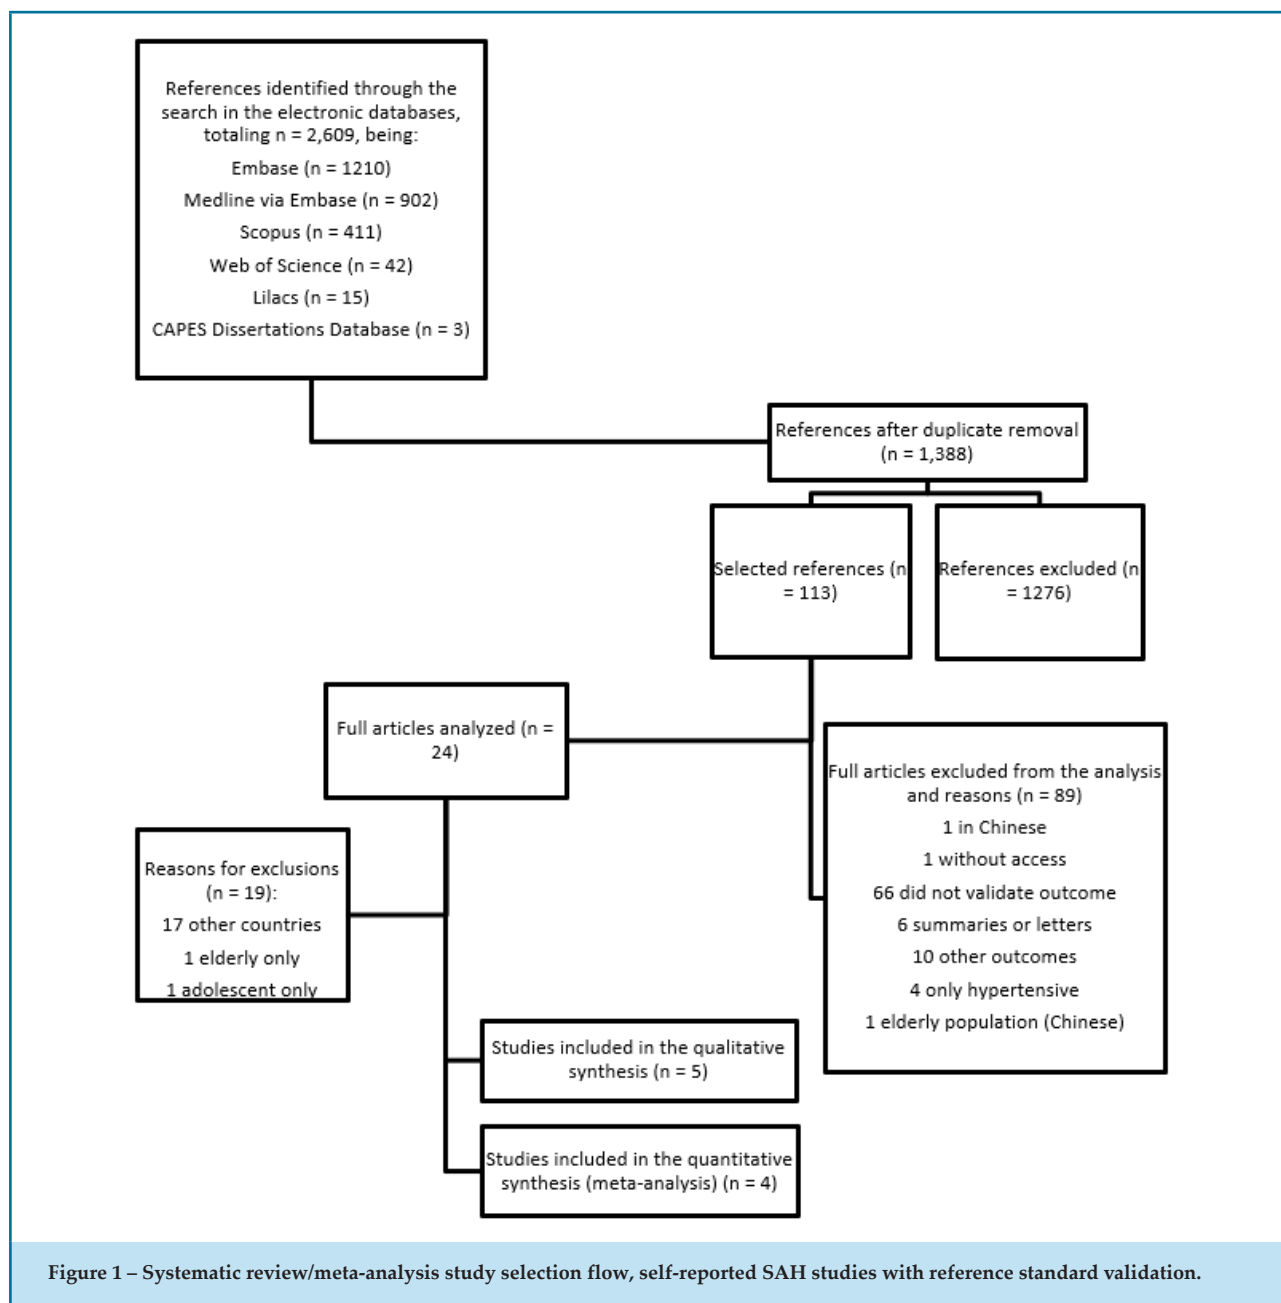 References identified through the
search in the electronic databases,
totaling n = 2,609, being:
Embase (n = 1210)
Medline via Embase (n = 902)
Scopus (n = 411)
Web of Science (n = 42)
Lilacs (n = 15)
CAPES Dissertations Database (n = 3)
References after duplicate removal
(n = 1,388)
Selected references (n
= 113)
References excluded (n
= 1276)
Full articles analyzed (n =
24)
Full articles excluded from the analysis
and reasons (n = 89)
1 in Chinese
1 without access
66 did not validate outcome
6 summaries or letters
10 other outcomes
4 only hypertensive
1 elderly population (Chinese)
Reasons for exclusions
(n = 19):
17 other countries
1 elderly only
1 adolescent only
Studies included in the qualitative
synthesis (n = 5)
Studies included in the quantitative
synthesis (meta-analysis) (n = 4)
Figure 1 – Systematic review/meta-analysis study selection flow, self-reported SAH studies with reference standard validation.